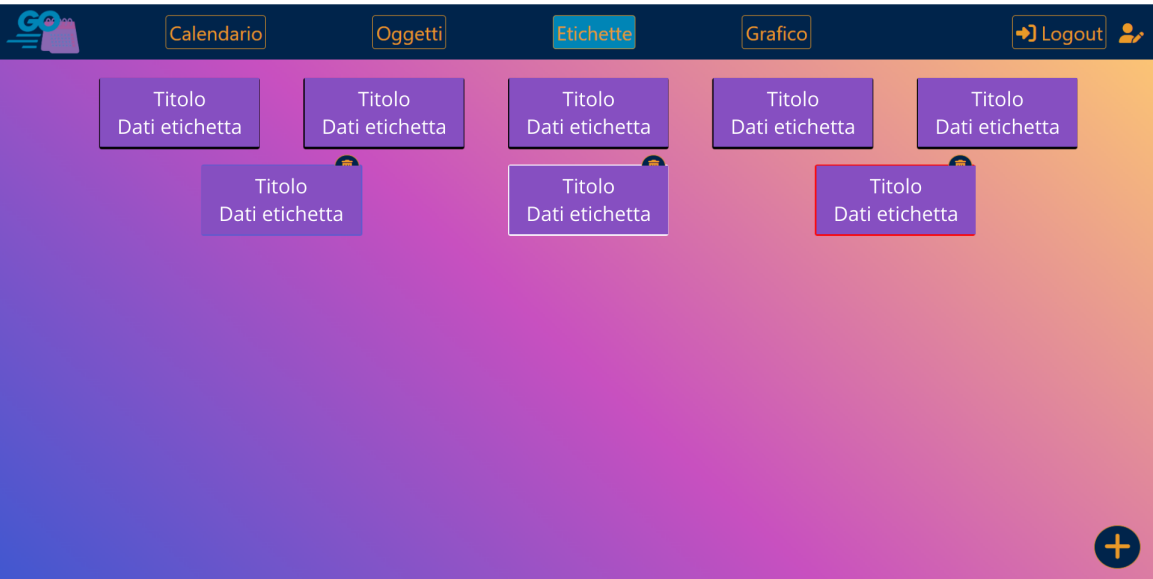 GO
Calendario
Oggetti
Etichette
Grafico
Logout
Titolo
Dati etichetta
Titolo
Dati etichetta
Titolo
Dati etichetta
Titolo
Dati etichetta
Titolo
Dati etichetta
Titolo
Dati etichetta
Titolo
Dati etichetta
Titolo
Dati etichetta